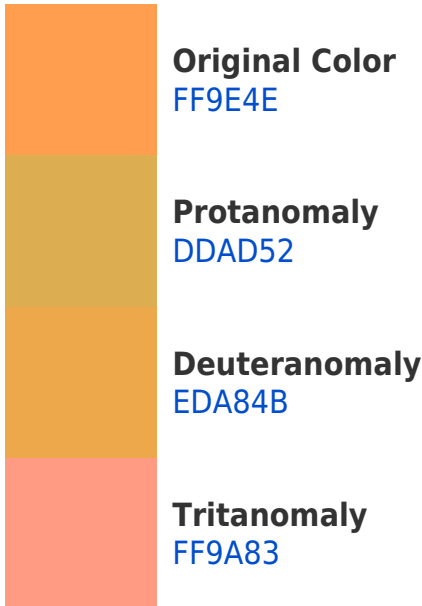 Original Color
FF9E4E
Protanomaly
DDAD52
Deuteranomaly
EDA84B
Tritanomaly
FF9A83